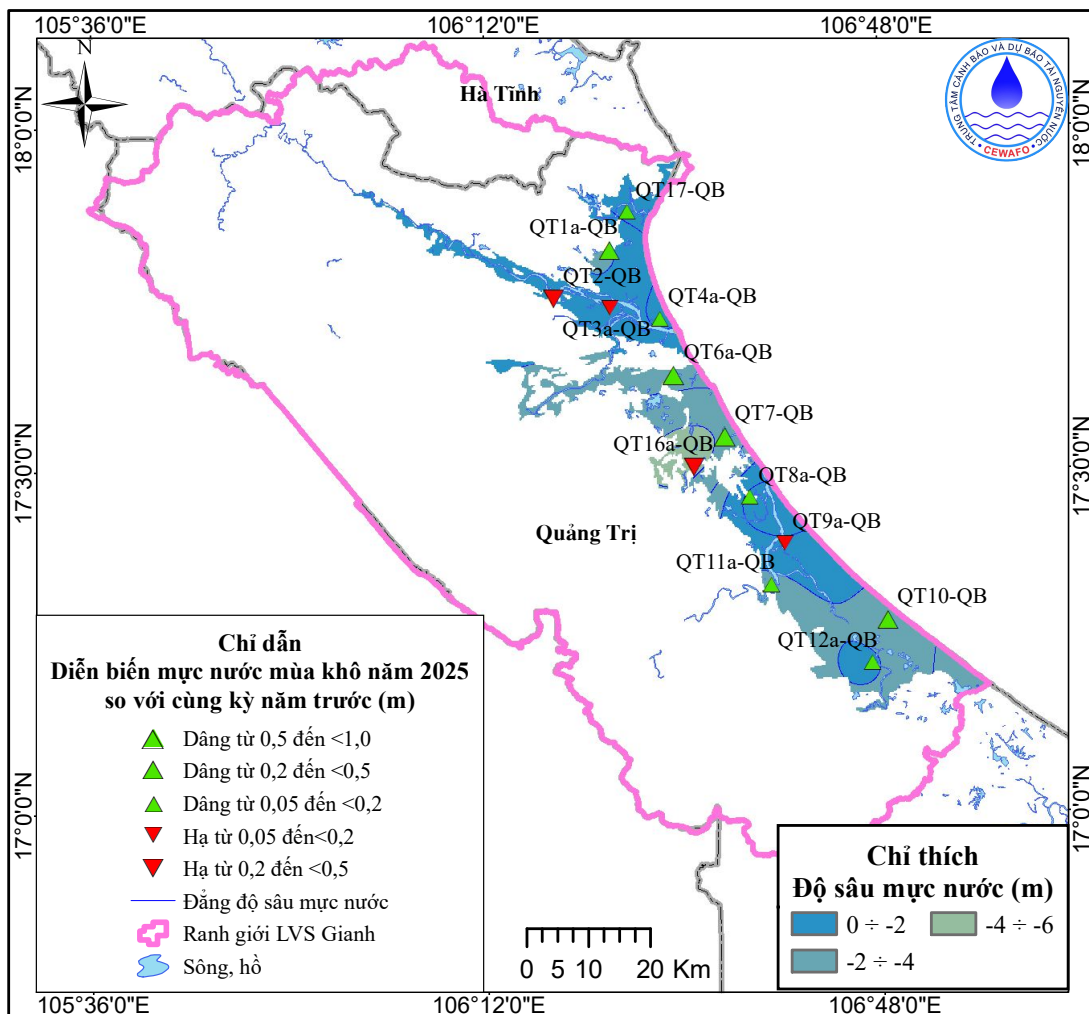 105°36'0"E
106°12'0"E
106°48'0"E
N
18°0'0"N
18°0'0"N
Hà Tĩnh
TRUNG TÂM CẢNH BÁO VÀ DỰ BÁO TÀI NGUYÊN NƯỚC
• CEWAFO •
QT17-QB
QT1a-QB
QT2-QB
QT4a-QB
QT3a-QB
QT6a-QB
QT7-QB
QT16a-QB
17°30'0"N
17°30'0"N
QT8a-QB
QT9a-QB
Quảng Trị
QT11a-QB
QT10-QB
QT12a-QB
Chỉ dẫn
Diễn biến mực nước mùa khô năm 2025
so với cùng kỳ năm trước (m)
Dâng từ 0,5 đến <1,0
Dâng từ 0,2 đến <0,5
Dâng từ 0,05 đến <0,2
Hạ từ 0,05 đến<0,2
Hạ từ 0,2 đến <0,5
Đẳng độ sâu mực nước
Ranh giới LVS Gianh
Sông, hồ
17°0'0"N
17°0'0"N
0 5 10 20 Km
Chỉ thích
Độ sâu mực nước (m)
0 ÷ -2
-4 ÷ -6
-2 ÷ -4
105°36'0"E
106°12'0"E
106°48'0"E